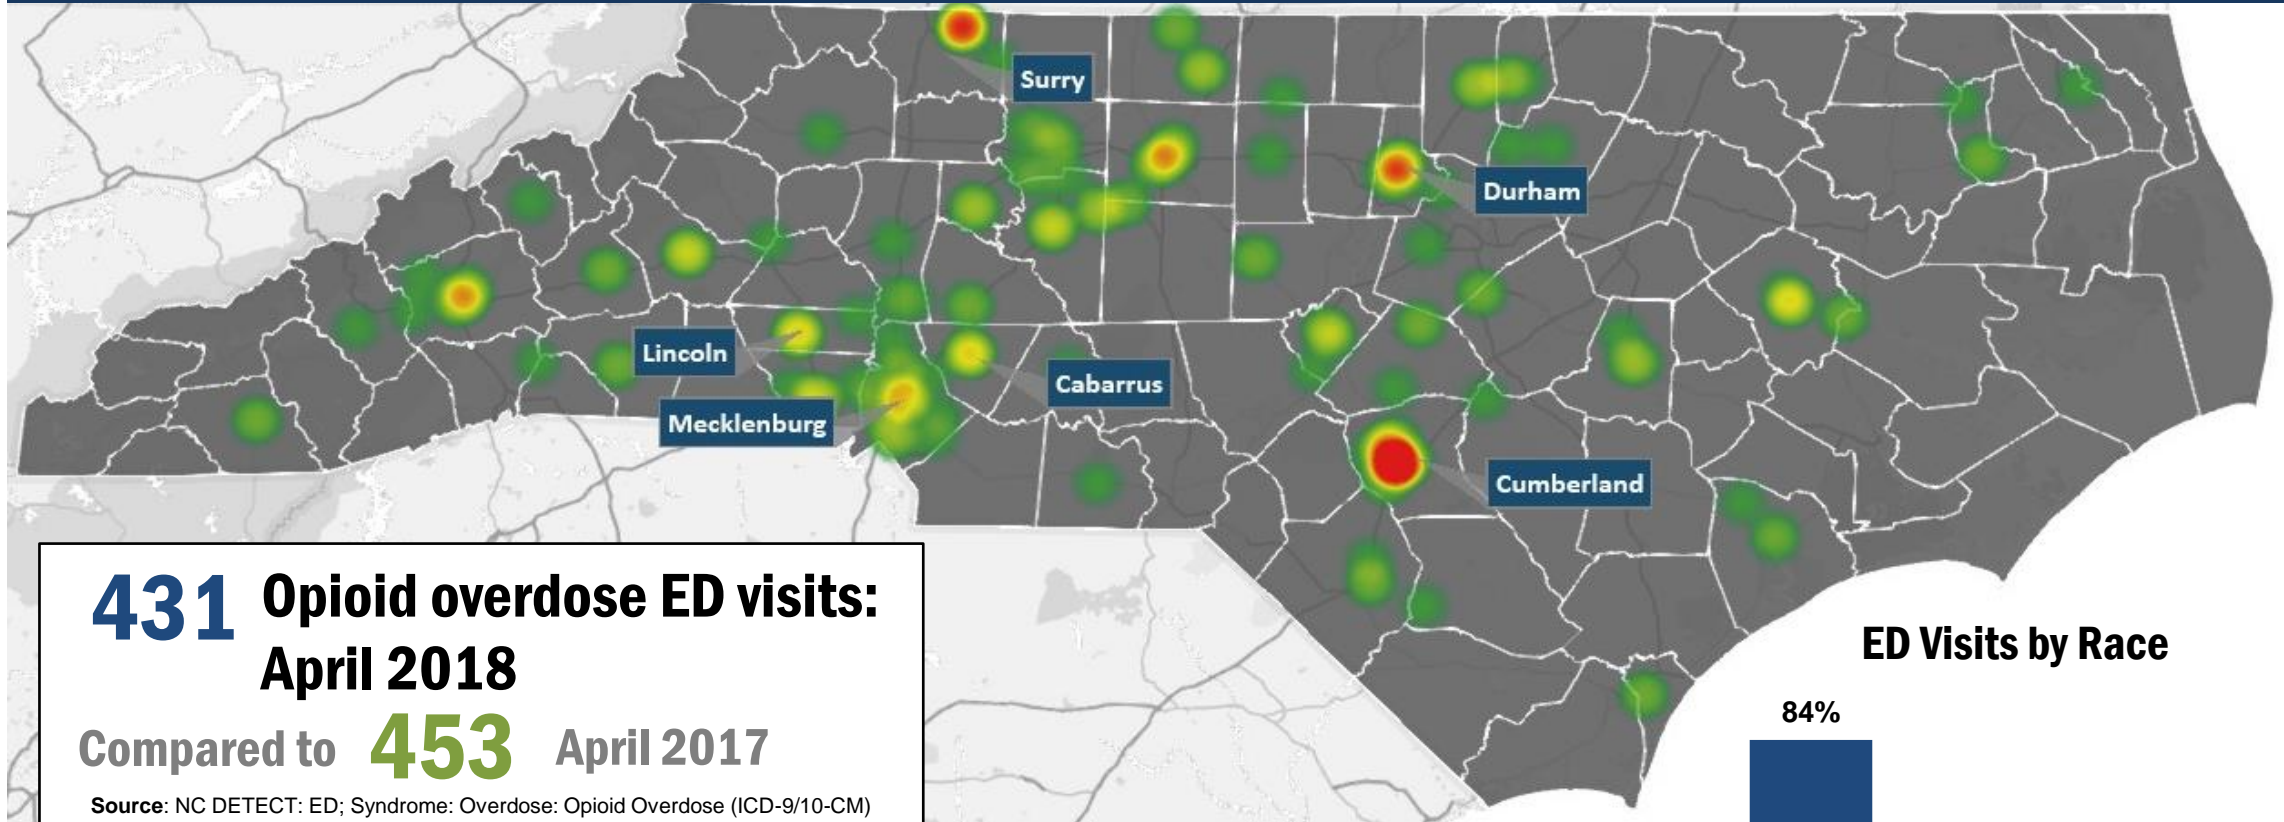 Surry
Durham
Lincoln
Cabarrus
Mecklenburg
Cumberland
431 Opioid overdose ED visits:
April 2018
Compared to 453 April 2017
Source: NC DETECT: ED; Syndrome: Overdose: Opioid Overdose (ICD-9/10-CM)
ED Visits by Race
84%